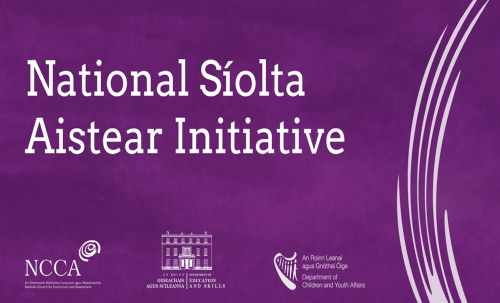 National Síolta
Aistear Initiative
NCCA
An Chomhairle Náisiúnta Curaclaim agus Measúnachta
National Council for Curriculum and Assessment
AN ROINN
OIDEACHAIS
AGUS SCILEANNA
DEPARTMENT OF
EDUCATION
AND SKILLS
An Roinn Leanaí
agus Gnóthaí Óige
Department of
Children and Youth Affairs